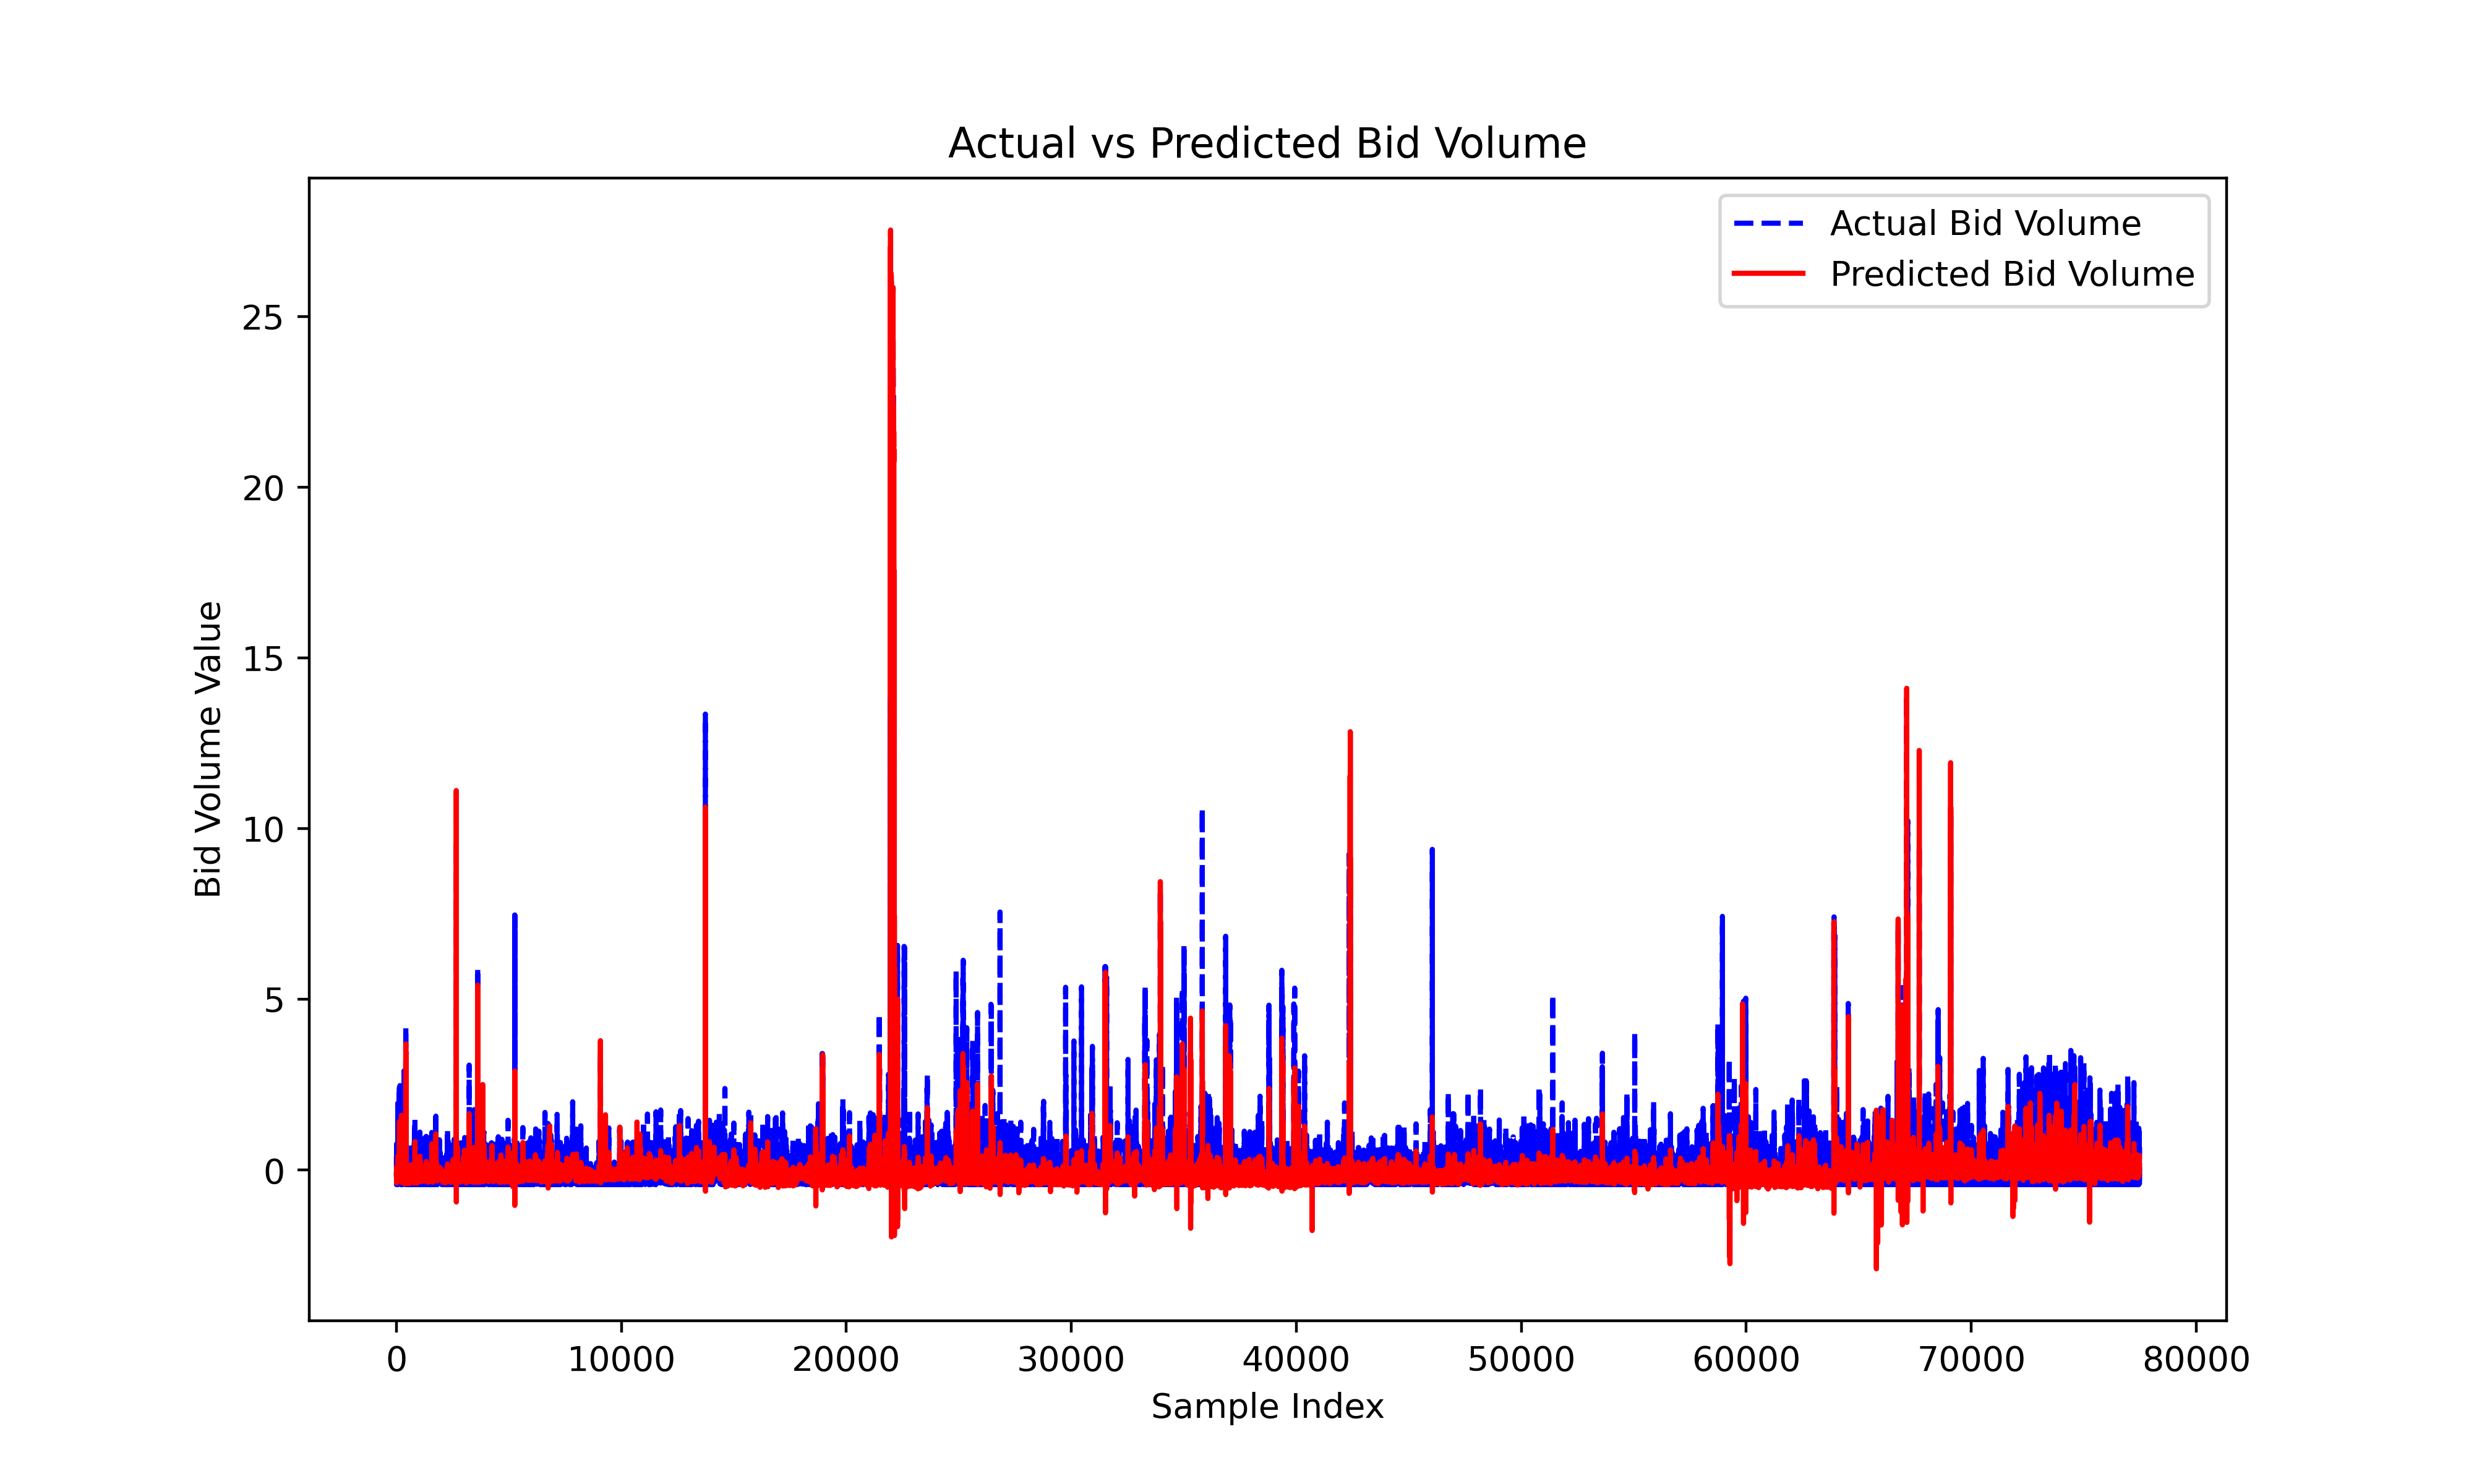 Actual vs Predicted Bid Volume
Actual Bid Volume
Predicted Bid Volume
25
20
15
10
5
0
Bid Volume Value
0 10000 20000 30000 40000 50000 60000 70000 80000
Sample Index